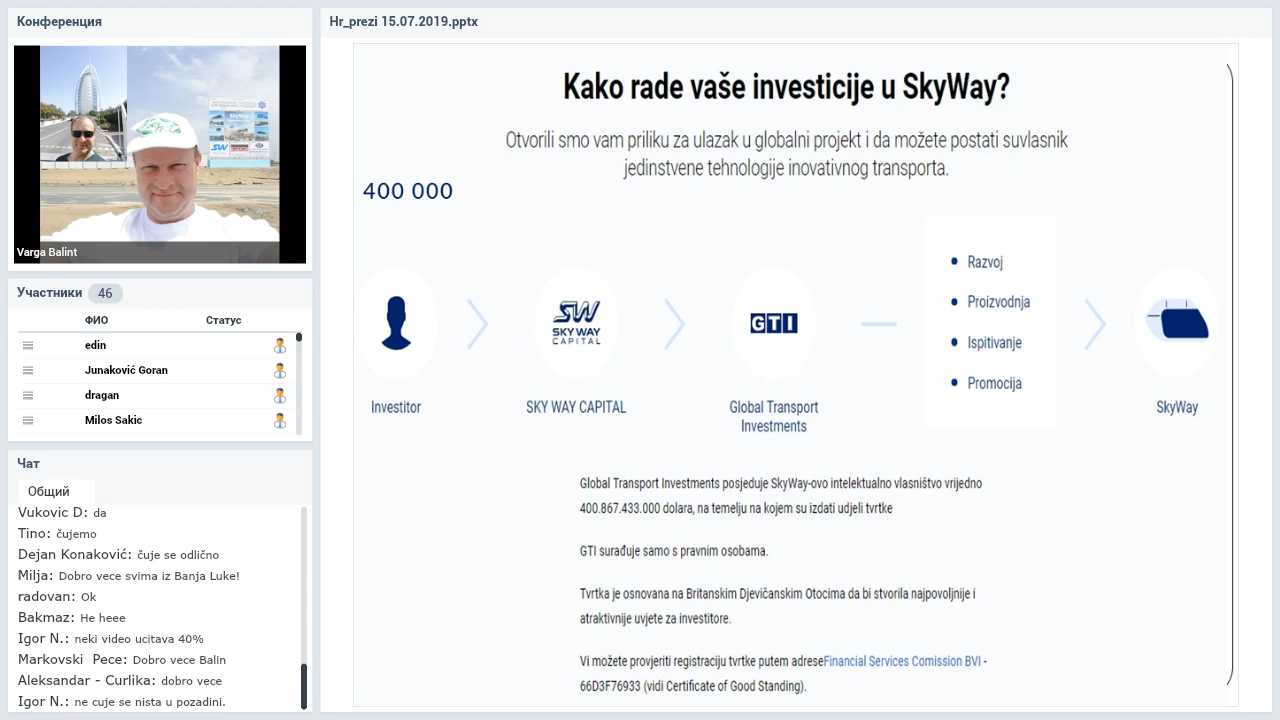 Конференция
Varga Balint
Участники 46
ФИО Статус
edin
Junaković Goran
dragan
Milos Sakic
Чат
Общий
Vukovic D: da
Tino: čujemo
Dejan Konaković: čuje se odlično
Milja: Dobro vece svima iz Banja Luke!
radovan: Ok
Bakmaz: He heee
Igor N.: neki video ucitava 40%
Markovski Pece: Dobro vece Balin
Aleksandar - Curlika: dobro vece
Igor N.: ne cuje se nista u pozadini.
Hr_prezi 15.07.2019.pptx
Kako rade vaše investicije u SkyWay?
Otvorili smo vam priliku za ulazak u globalni projekt i da možete postati suvlasnik
jedinstvene tehnologije inovativnog transporta.
400 000
SW
SKY WAY
CAPITAL
GTI
Razvoj
Proizvodnja
Ispitivanje
Promocija
Investitor
SKY WAY CAPITAL
Global Transport
Investments
SkyWay
Global Transport Investments posjeduje SkyWay-ovo intelektualno vlasništvo vrijedno
400.867.433.000 dolara, na temelju na kojem su izdati udjeli tvrtke
GTI surađuje samo s pravnim osobama.
Tvrtka je osnovana na Britanskim Djevičanskim Otocima da bi stvorila najpovoljnije i
atraktivnije uvjete za investitore.
Vi možete provjeriti registraciju tvrtke putem adreseFinancial Services Comission BVI -
66D3F76933 (vidi Certificate of Good Standing).